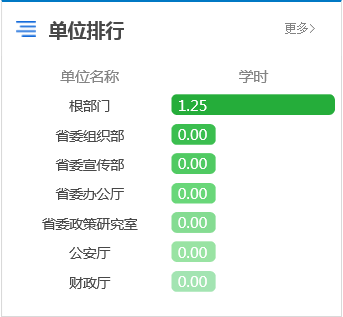 单位排行 更多>
单位名称 学时
根部门 1.25
省委组织部 0.00
省委宣传部 0.00
省委办公厅 0.00
省委政策研究室 0.00
公安厅 0.00
财政厅 0.00